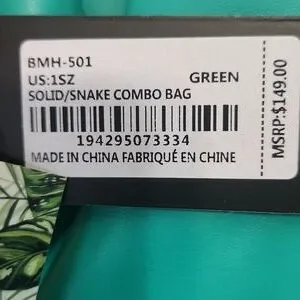 BMH-501
US:1SZ GREEN
SOLID/SNAKE COMBO BAG
194295073334
MADE IN CHINA FABRIQUÉ EN CHINE
MSRP:$149.00